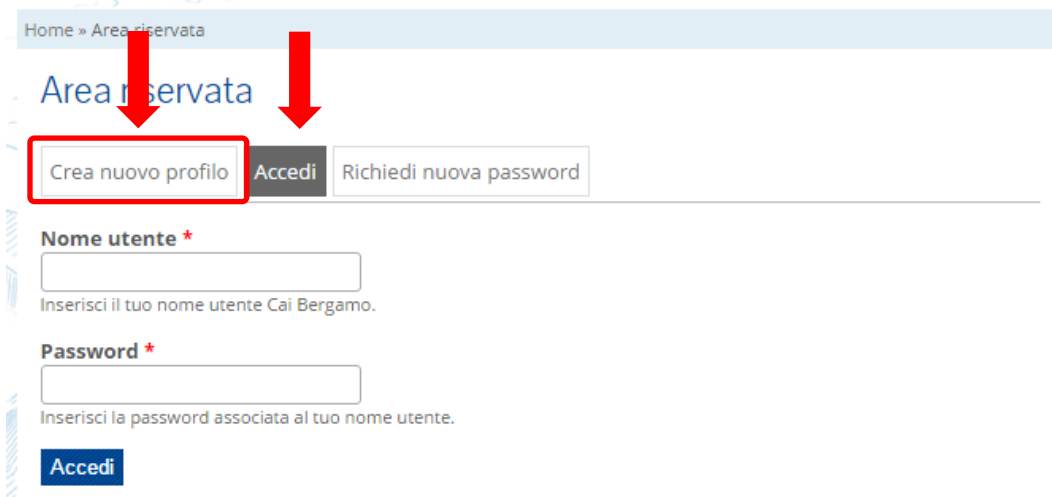 Home » Area riservata
Area riservata
Crea nuovo profilo Accedi Richiedi nuova password
Nome utente *
Inserisci il tuo nome utente Cai Bergamo.
Password *
Inserisci la password associata al tuo nome utente.
Accedi